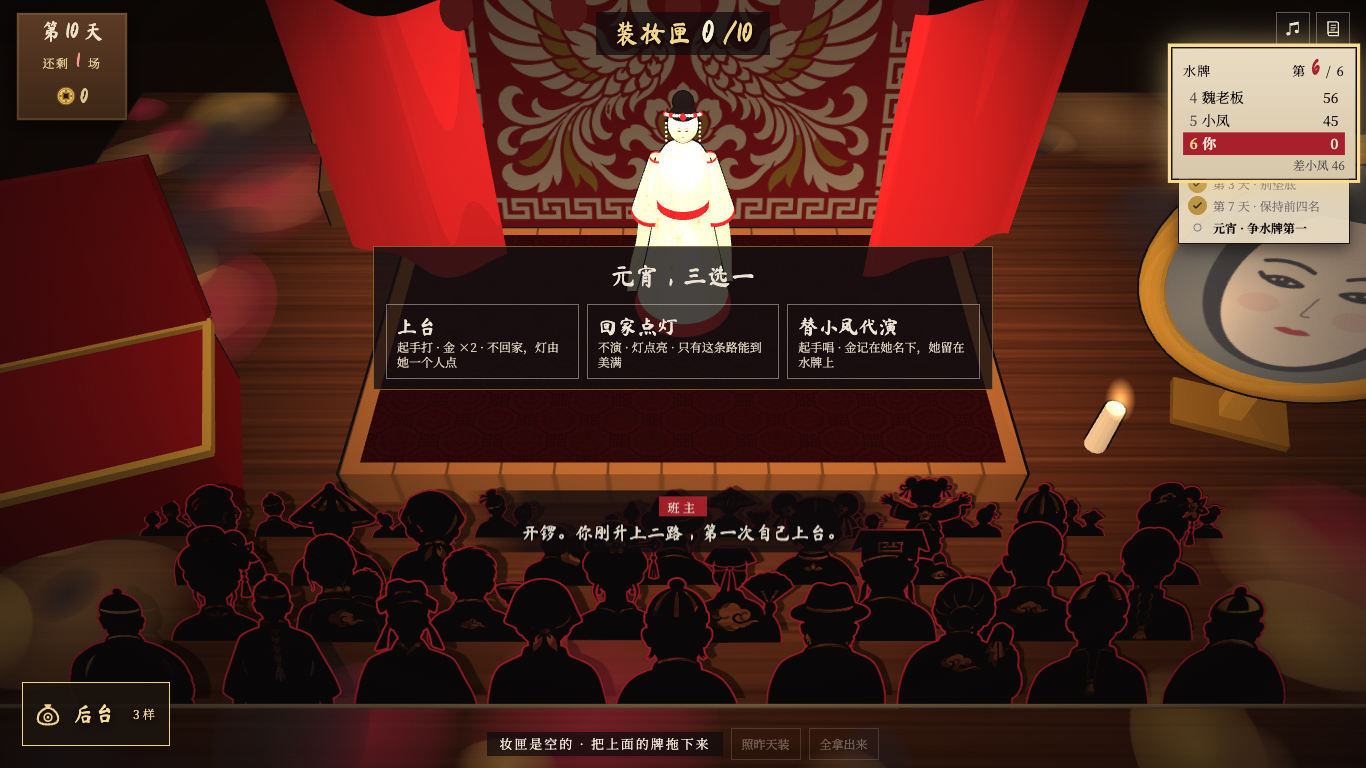 第 10 天
还剩 1 场
0
装妆匣 0 /10
水牌 第 6 / 6
4 魏老板 56
5 小凤 45
6 你 0
差小凤 46
第 3 天 · 别垫底
第 7 天 · 保持前四名
元宵 · 争水牌第一
元宵，三选一
上台
起手打 · 金 ×2 · 不回家，灯由
她一个人点
回家点灯
不演 · 灯点亮 · 只有这条路能到
美满
替小凤代演
起手唱 · 金记在她名下，她留在
水牌上
班主
开锣。你刚升上二路，第一次自己上台。
后台 3 样
妆匣是空的 · 把上面的牌拖下来
照昨天装
全拿出来